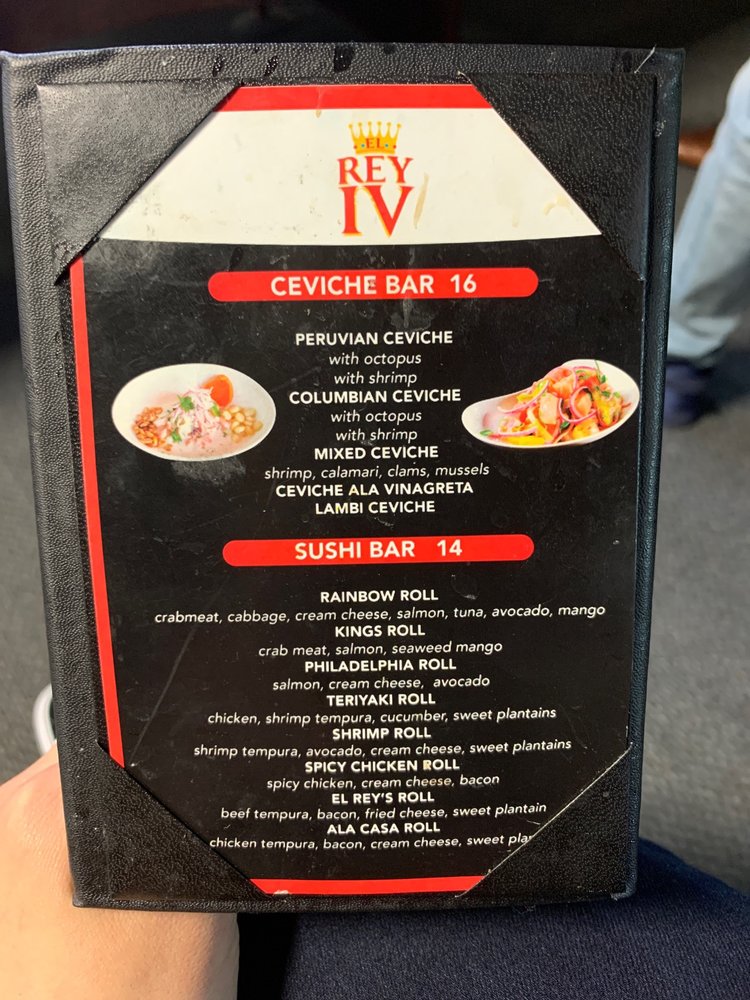 EL
REY
IV
CEVICHE BAR 16
PERUVIAN CEVICHE
with octopus
with shrimp
COLUMBIAN CEVICHE
with octopus
with shrimp
MIXED CEVICHE
shrimp, calamari, clams, mussels
CEVICHE ALA VINAGRETA
LAMBI CEVICHE
SUSHI BAR 14
RAINBOW ROLL
crabmeat, cabbage, cream cheese, salmon, tuna, avocado, mango
KINGS ROLL
crab meat, salmon, seaweed mango
PHILADELPHIA ROLL
salmon, cream cheese, avocado
TERIYAKI ROLL
chicken, shrimp tempura, cucumber, sweet plantains
SHRIMP ROLL
shrimp tempura, avocado, cream cheese, sweet plantains
SPICY CHICKEN ROLL
spicy chicken, cream cheese, bacon
EL REY'S ROLL
beef tempura, bacon, fried cheese, sweet plantain
ALA CASA ROLL
chicken tempura, bacon, cream cheese, sweet